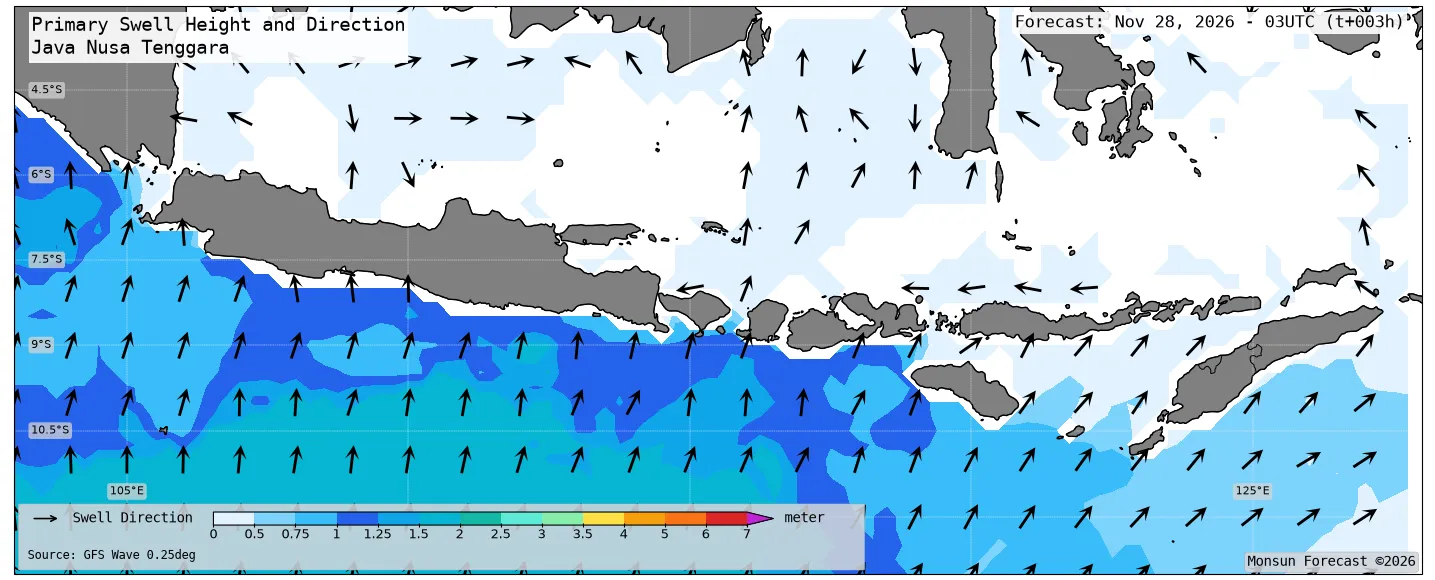 Primary Swell Height and Direction
Java Nusa Tenggara
Forecast: Nov 28, 2026 - 03UTC (t+003h)
4.5°S
6°S
7.5°S
9°S
10.5°S
105°E
125°E
Swell Direction
0 0.5 0.75 1 1.25 1.5 2 2.5 3 3.5 4 5 6 7
meter
Source: GFS Wave 0.25deg
Monsun Forecast ©2026